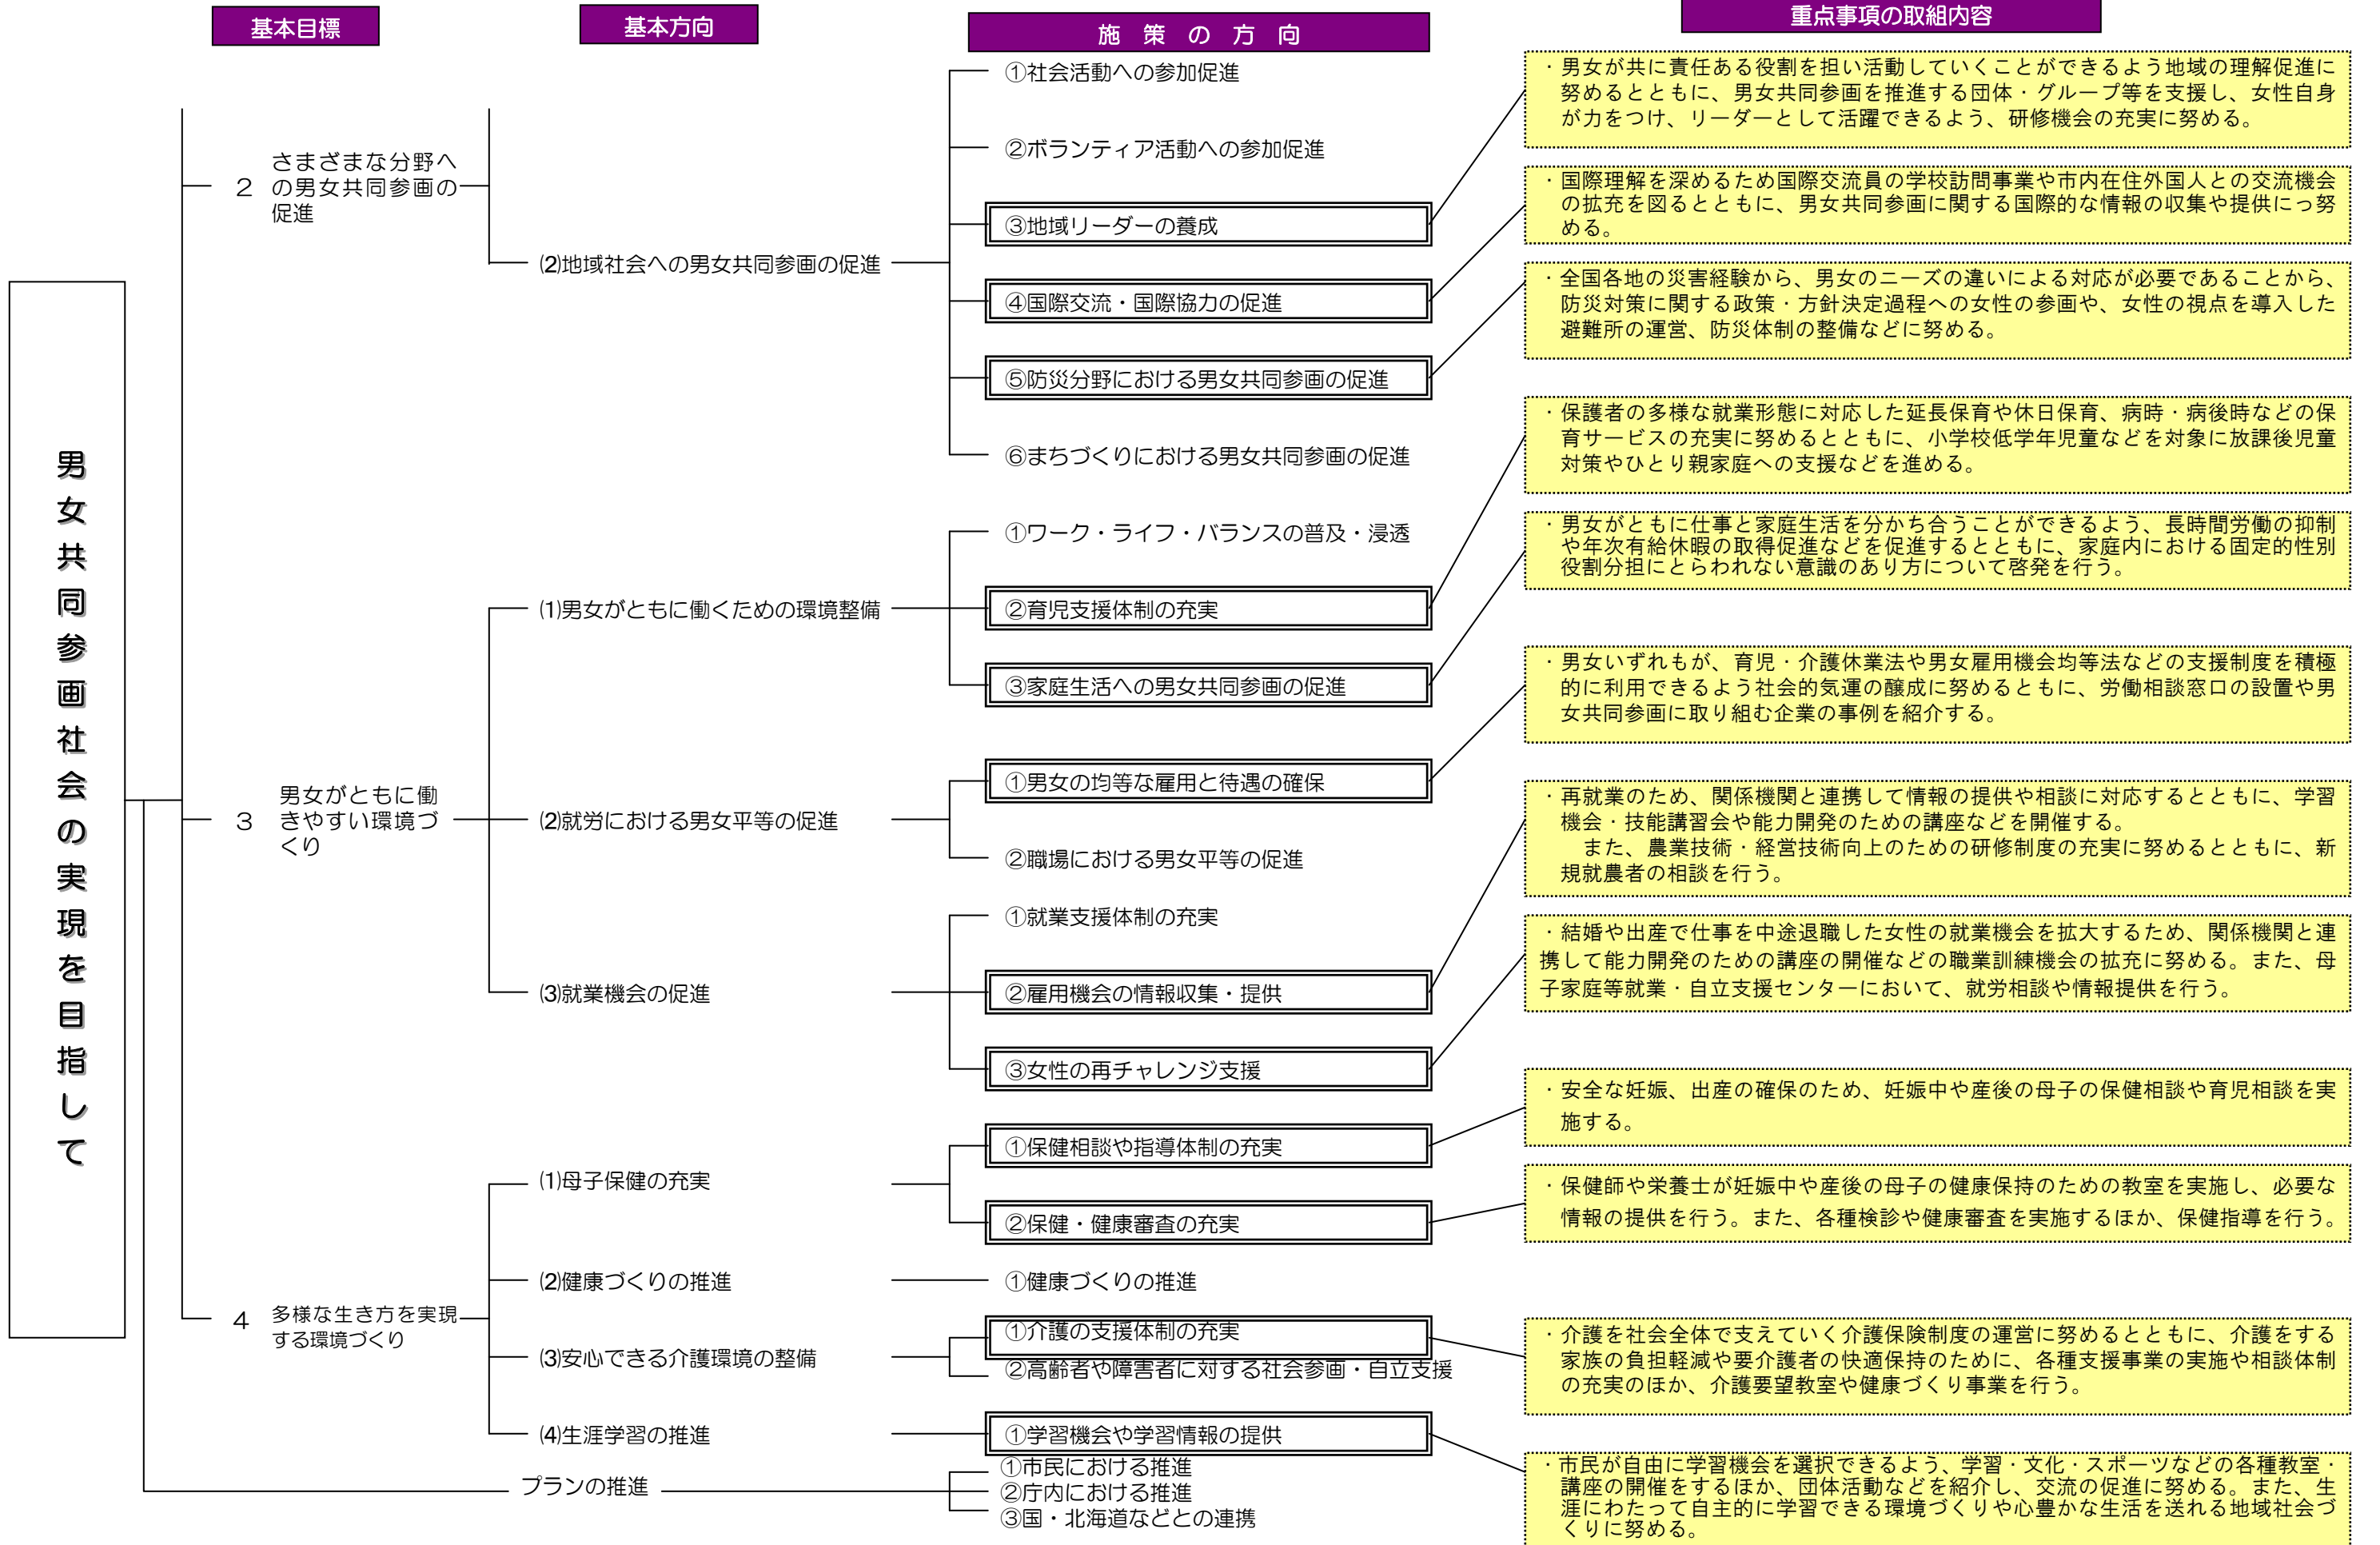 基本目標
基本方向
施策の方向
重点事項の取組内容
男女共同参画社会の実現を目指して
2
さまざまな分野へ
の男女共同参画の
促進
⑵地域社会への男女共同参画の促進
①社会活動への参加促進
②ボランティア活動への参加促進
③地域リーダーの養成
④国際交流・国際協力の促進
⑤防災分野における男女共同参画の促進
⑥まちづくりにおける男女共同参画の促進
・男女が共に責任ある役割を担い活動していくことができるよう地域の理解促進に
努めるとともに、男女共同参画を推進する団体・グループ等を支援し、女性自身
が力をつけ、リーダーとして活躍できるよう、研修機会の充実に努める。
・国際理解を深めるため国際交流員の学校訪問事業や市内在住外国人との交流機会
の拡充を図るとともに、男女共同参画に関する国際的な情報の収集や提供にっ努
める。
・全国各地の災害経験から、男女のニーズの違いによる対応が必要であることから、
防災対策に関する政策・方針決定過程への女性の参画や、女性の視点を導入した
避難所の運営、防災体制の整備などに努める。
3
男女がともに働
きやすい環境づ
くり
⑴男女がともに働くための環境整備
①ワーク・ライフ・バランスの普及・浸透
②育児支援体制の充実
③家庭生活への男女共同参画の促進
・保護者の多様な就業形態に対応した延長保育や休日保育、病時・病後時などの保
育サービスの充実に努めるとともに、小学校低学年児童などを対象に放課後児童
対策やひとり親家庭への支援などを進める。
・男女がともに仕事と家庭生活を分かち合うことができるよう、長時間労働の抑制
や年次有給休暇の取得促進などを促進するとともに、家庭内における固定的性別
役割分担にとらわれない意識のあり方について啓発を行う。
⑵就労における男女平等の促進
①男女の均等な雇用と待遇の確保
②職場における男女平等の促進
・男女いずれもが、育児・介護休業法や男女雇用機会均等法などの支援制度を積極
的に利用できるよう社会的気運の醸成に努めるともに、労働相談窓口の設置や男
女共同参画に取り組む企業の事例を紹介する。
⑶就業機会の促進
①就業支援体制の充実
②雇用機会の情報収集・提供
③女性の再チャレンジ支援
・再就業のため、関係機関と連携して情報の提供や相談に対応するとともに、学習
機会・技能講習会や能力開発のための講座などを開催する。
また、農業技術・経営技術向上のための研修制度の充実に努めるとともに、新
規就農者の相談を行う。
・結婚や出産で仕事を中途退職した女性の就業機会を拡大するため、関係機関と連
携して能力開発のための講座の開催などの職業訓練機会の拡充に努める。また、母
子家庭等就業・自立支援センターにおいて、就労相談や情報提供を行う。
4
多様な生き方を実現
する環境づくり
⑴母子保健の充実
①保健相談や指導体制の充実
②保健・健康審査の充実
・安全な妊娠、出産の確保のため、妊娠中や産後の母子の保健相談や育児相談を実
施する。
・保健師や栄養士が妊娠中や産後の母子の健康保持のための教室を実施し、必要な
情報の提供を行う。また、各種検診や健康審査を実施するほか、保健指導を行う。
⑵健康づくりの推進
①健康づくりの推進
⑶安心できる介護環境の整備
①介護の支援体制の充実
②高齢者や障害者に対する社会参画・自立支援
・介護を社会全体で支えていく介護保険制度の運営に努めるとともに、介護をする
家族の負担軽減や要介護者の快適保持のために、各種支援事業の実施や相談体制
の充実のほか、介護要望教室や健康づくり事業を行う。
⑷生涯学習の推進
①学習機会や学習情報の提供
・市民が自由に学習機会を選択できるよう、学習・文化・スポーツなどの各種教室・
講座の開催をするほか、団体活動などを紹介し、交流の促進に努める。また、生
涯にわたって自主的に学習できる環境づくりや心豊かな生活を送れる地域社会づ
くりに努める。
プランの推進
①市民における推進
②庁内における推進
③国・北海道などとの連携